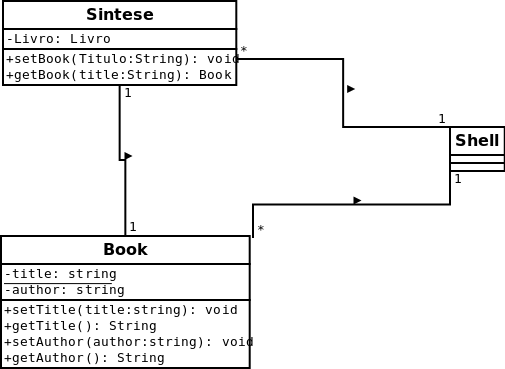 Sintese
-Livro: Livro
+setBook(Titulo:String): void
+getBook(title:String): Book
*
1
1
Shell
1
1
*
Book
-title: string
-author: string
+setTitle(title:string): void
+getTitle(): String
+setAuthor(author:string): void
+getAuthor(): String